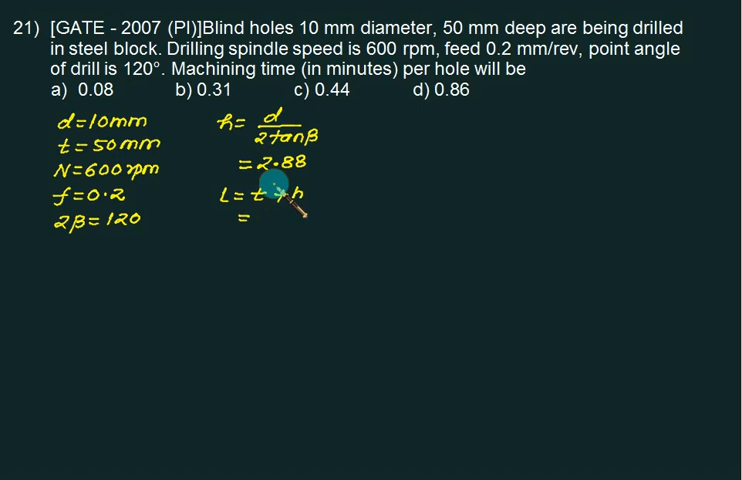 21) [GATE - 2007 (PI)]Blind holes 10 mm diameter, 50 mm deep are being drilled
in steel block. Drilling spindle speed is 600 rpm, feed 0.2 mm/rev, point angle
of drill is 120°. Machining time (in minutes) per hole will be
a) 0.08 b) 0.31 c) 0.44 d) 0.86
d=10mm
t=50mm
N=600rpm
f=0.2
2β=120
h= d/2tanβ
=2.88
L=t+h
=